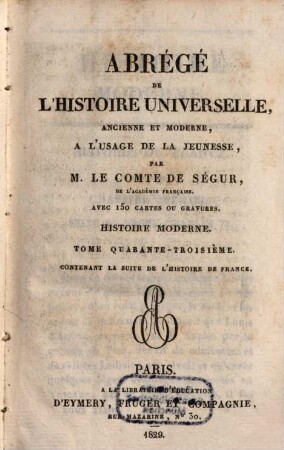 ABRÉGÉ
DE
L'HISTOIRE UNIVERSELLE,
ANCIENNE ET MODERNE,
A L'USAGE DE LA JEUNESSE,
PAR
M. LE COMTE DE SÉGUR,
DE L'ACADÉMIE FRANÇAISE.
AVEC 150 CARTES OU GRAVURES.
HISTOIRE MODERNE.
TOME QUARANTE-TROISIÈME.
CONTENANT LA SUITE DE L'HISTOIRE DE FRANCE.
PARIS.
A LA LIBRAIRIE D'ÉDUCATION
D'EYMERY, FRUGER ET COMPAGNIE,
RUE MAZARINE, N° 30.
1829.